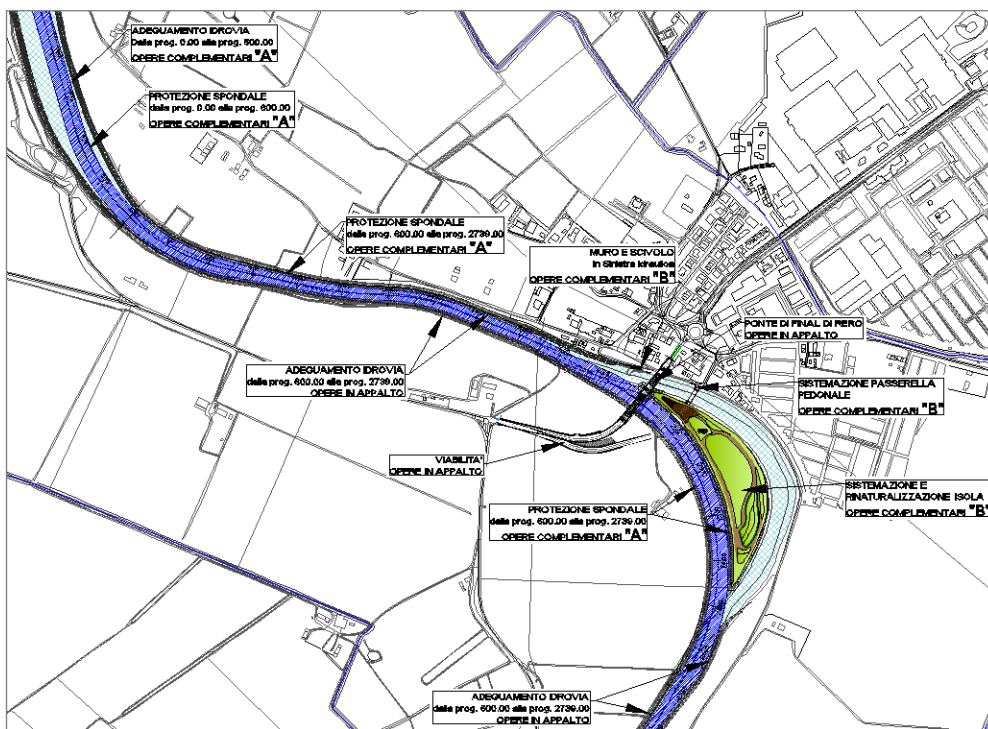 ADEGUAMENTO IDROVIA
Dalla prog. 0.00 alla prog. 600.00
OPERE COMPLEMENTARI "A"
PROTEZIONE SPONDALE
dalla prog. 0.00 alla prog. 600.00
OPERE COMPLEMENTARI "A"
PROTEZIONE SPONDALE
dalla prog. 600.00 alla prog. 2739.00
OPERE COMPLEMENTARI "A"
MURO E SCIVOLO
in Sinistra Idraulica
OPERE COMPLEMENTARI "B"
PONTE DI FINAL DI RERO
OPERE IN APPALTO
ADEGUAMENTO IDROVIA
dalla prog. 600.00 alla prog. 2739.00
OPERE IN APPALTO
SISTEMAZIONE PASSERELLA
PEDONALE
OPERE COMPLEMENTARI "B"
VIABILITA'
OPERE IN APPALTO
SISTEMAZIONE E
RINATURALIZZAZIONE ISOLA
OPERE COMPLEMENTARI "B"
PROTEZIONE SPONDALE
dalla prog. 600.00 alla prog. 2739.00
OPERE COMPLEMENTARI "A"
ADEGUAMENTO IDROVIA
dalla prog. 600.00 alla prog. 2739.00
OPERE IN APPALTO